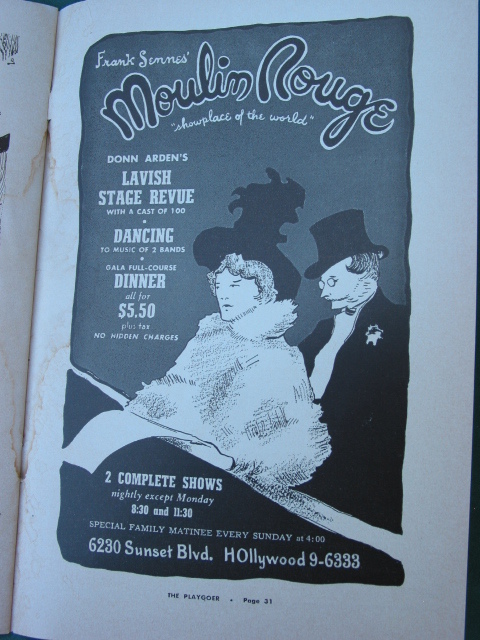 Frank Sennes'
Moulin Rouge
"showplace of the world"
DONN ARDEN'S
LAVISH
STAGE REVUE
WITH A CAST OF 100
•
DANCING
TO MUSIC OF 2 BANDS
•
GALA FULL-COURSE
DINNER
all for
$5.50
plus tax
NO HIDDEN CHARGES
2 COMPLETE SHOWS
nightly except Monday
8:30 and 11:30
SPECIAL FAMILY MATINEE EVERY SUNDAY at 4:00
6230 Sunset Blvd. HOllywood 9-6333
THE PLAYGOER • Page 31